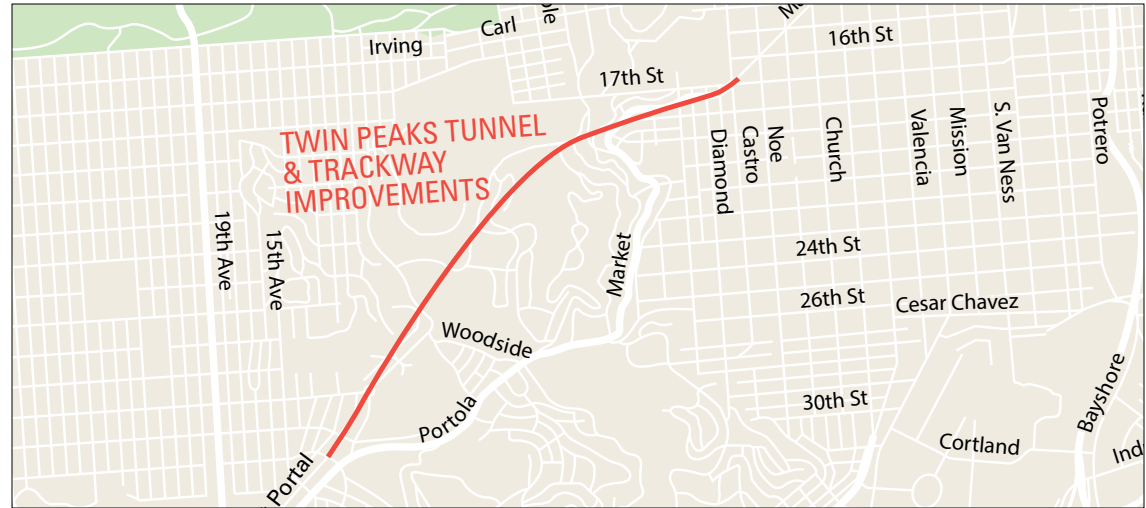 Irving
Carl
16th St
17th St
TWIN PEAKS TUNNEL
& TRACKWAY
IMPROVEMENTS
Diamond
Castro
Noe
Church
Valencia
Mission
S. Van Ness
Potrero
19th Ave
15th Ave
Market
24th St
26th St
Cesar Chavez
Woodside
Portola
30th St
Cortland
Bayshore
Portal